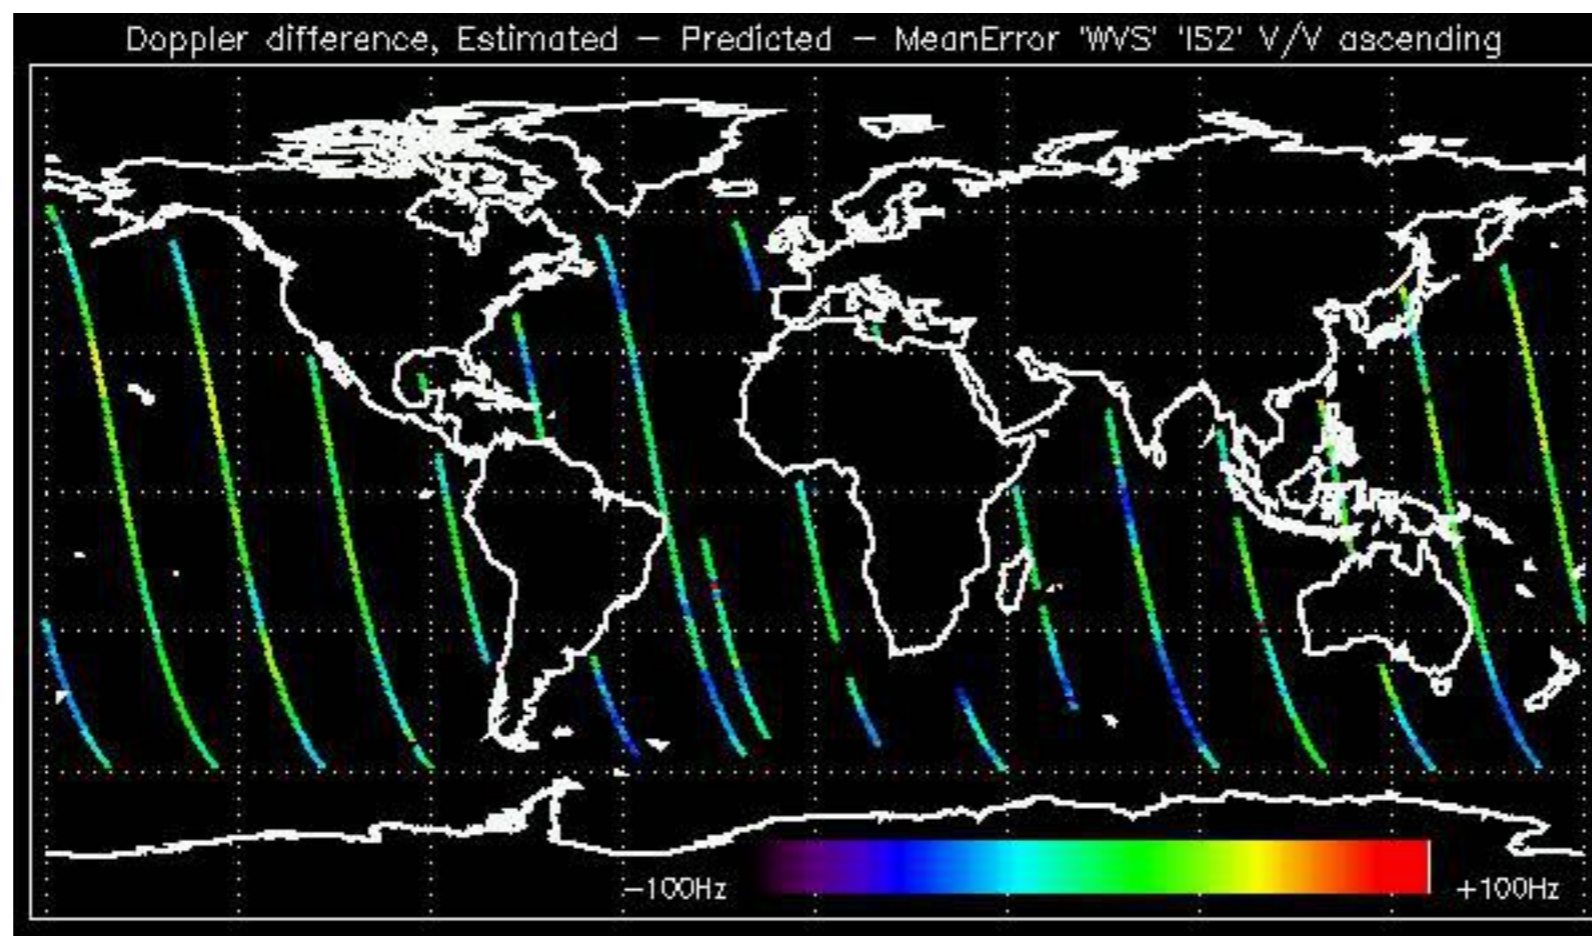 Doppler difference, Estimated – Predicted – MeanError 'WVS' 'IS2' V/V ascending
–100Hz
+100Hz